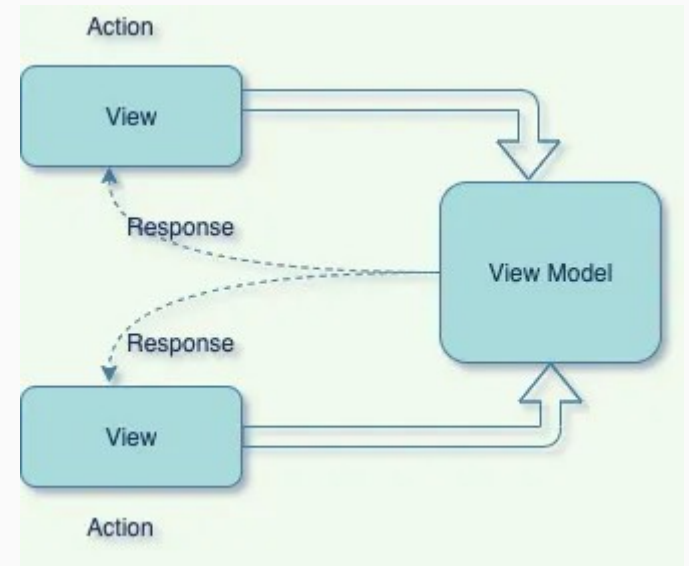 Action
View
Response
View Model
Response
View
Action